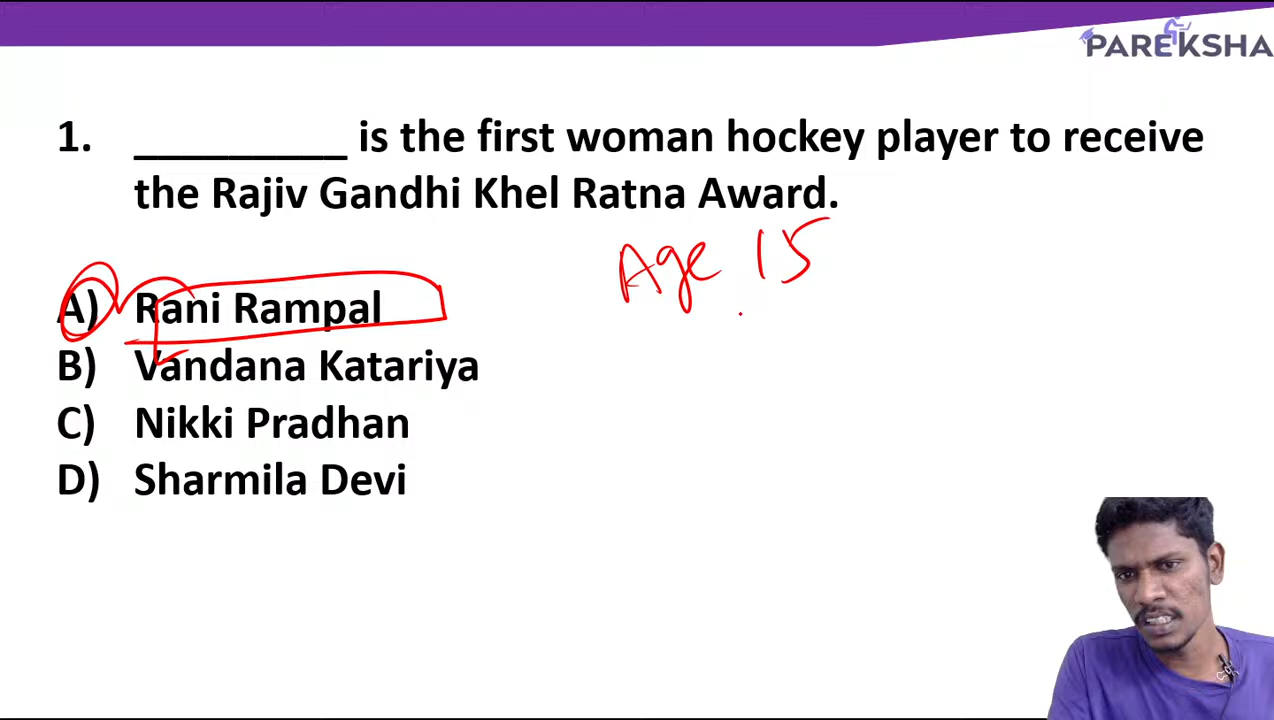 PAREKSHA
1. __________ is the first woman hockey player to receive
the Rajiv Gandhi Khel Ratna Award.
Age 15
A) Rani Rampal
B) Vandana Katariya
C) Nikki Pradhan
D) Sharmila Devi